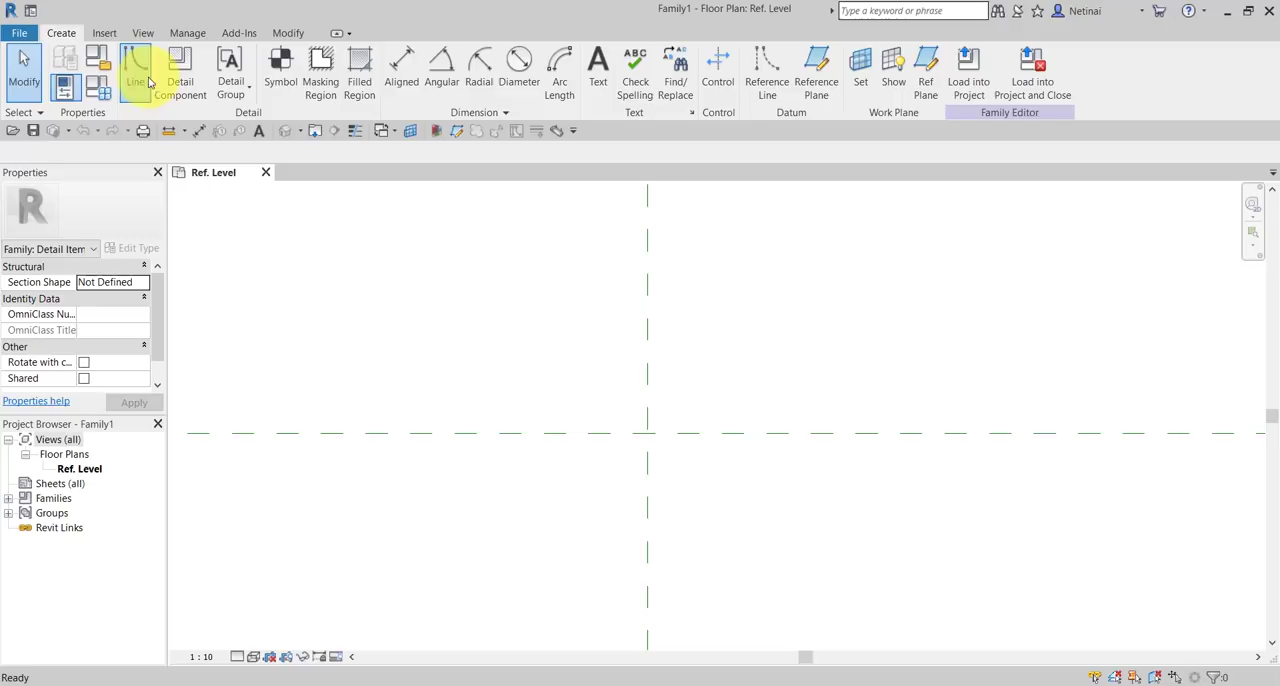 Family1 - Floor Plan: Ref. Level
Type a keyword or phrase
Netinai
File Create Insert View Manage Add-Ins Modify
Modify
Line
Detail Component
Detail Group
Symbol
Masking Region
Filled Region
Aligned
Angular
Radial
Diameter
Arc Length
Text
Check Spelling
Find/ Replace
Control
Reference Line
Reference Plane
Set
Show
Ref Plane
Load into Project
Load into Project and Close
Select Properties Detail Dimension Text Control Datum Work Plane Family Editor
Properties
Ref. Level
Family: Detail Item
Edit Type
Structural
Section Shape Not Defined
Identity Data
OmniClass Nu...
OmniClass Title
Other
Rotate with c...
Shared
Properties help
Apply
Project Browser - Family1
Views (all)
Floor Plans
Ref. Level
Sheets (all)
Families
Groups
Revit Links
1 : 10
Ready
:0